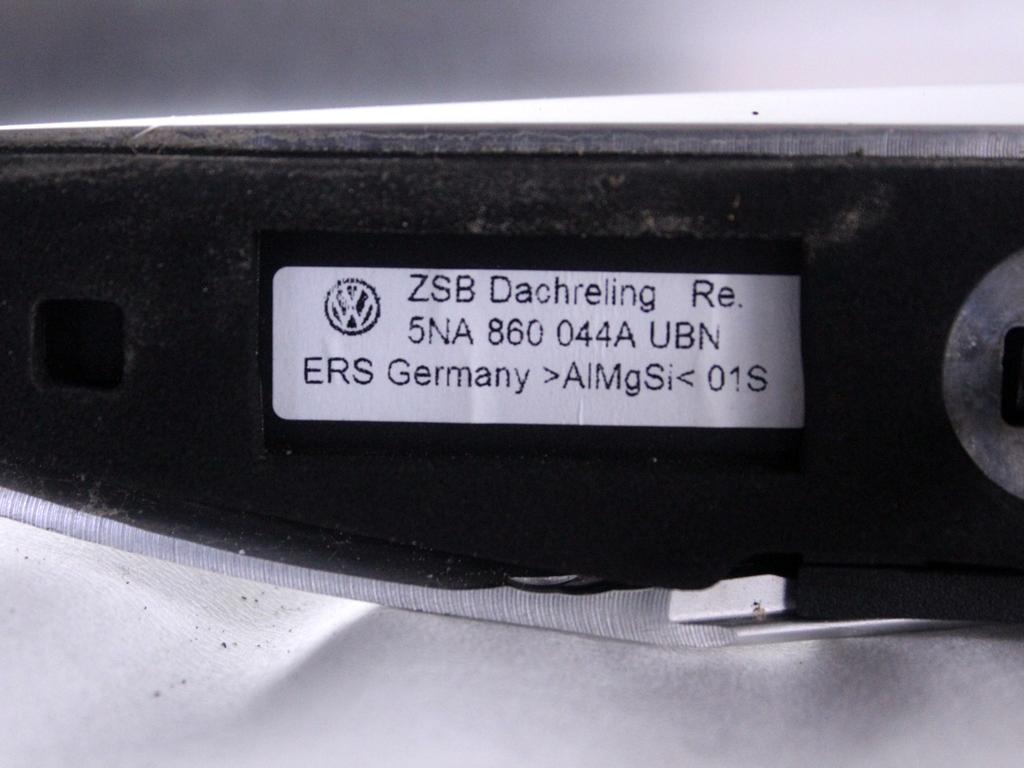 ZSB Dachreling Re.
5NA 860 044A UBN
ERS Germany >AlMgSi< 01S